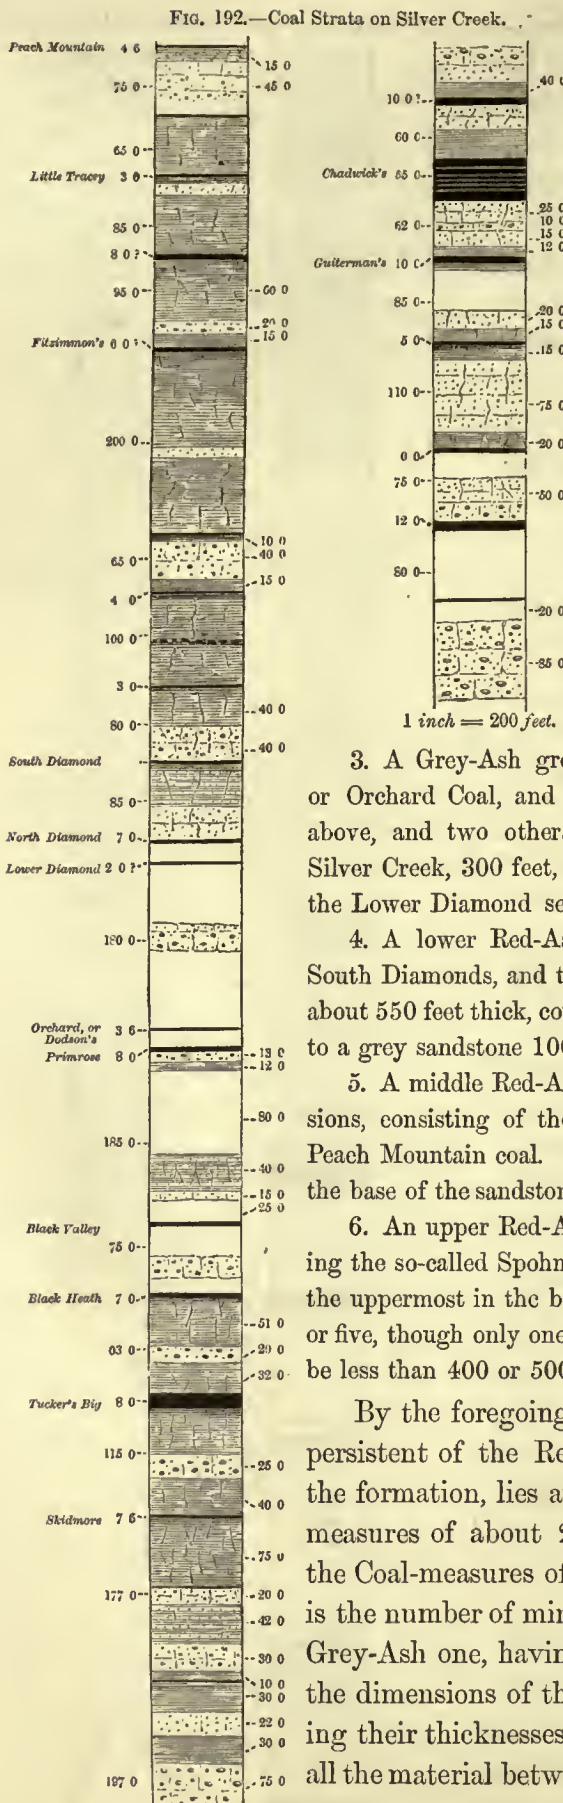 FIG. 192.—Coal Strata on Silver Creek.
Peach Mountain 4 6
15 0
75 0
45 0
65 0
Little Tracey 3 0
85 0
8 0?
95 0
60 0
20 0
15 0
Fitzimmon's 6 0?
200 0
10 0
40 0
65 0
15 0
4 0
100 0
3 0
40 0
80 0
40 0
South Diamond
85 0
North Diamond 7 0
Lower Diamond 2 0?
180 0
Orchard, or Dodson's 3 6
Primrose 8 0
13 0
12 0
80 0
185 0
40 0
15 0
25 0
Black Valley
75 0
Black Heath 7 0
51 0
63 0
20 0
32 0
Tucker's Big 8 0
115 0
25 0
40 0
Skidmore 7 6
75 0
177 0
20 0
42 0
30 0
10 0
30 0
22 0
30 0
197 0
75 0
40 0
10 0?
60 0
Chadwick's 55 0
25 0
10 0
15 0
12 0
62 0
Guiterman's 10 0
85 0
20 0
15 0
5 0
15 0
110 0
75 0
20 0
0 0
75 0
50 0
12 0
80 0
20 0
85 0
1 inch = 200 feet.
3. A Grey-Ash gr
or Orchard Coal, and
above, and two other
Silver Creek, 300 feet,
the Lower Diamond se
4. A lower Red-As
South Diamonds, and t
about 550 feet thick, co
to a grey sandstone 10
5. A middle Red-A
sions, consisting of th
Peach Mountain coal.
the base of the sandston
6. An upper Red-A
ing the so-called Spohn
the uppermost in the b
or five, though only one
be less than 400 or 500
By the foregoing
persistent of the Re
the formation, lies a
measures of about 2
the Coal-measures of
is the number of min
Grey-Ash one, havin
the dimensions of th
ing their thicknesses
all the material betw